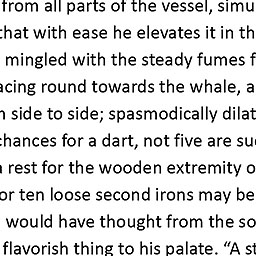 from all parts of the vessel, simu
that with ease he elevates it in th
mingled with the steady fumes f
acing round towards the whale, a
side to side; spasmodically dilat
chances for a dart, not five are su
rest for the wooden extremity o
or ten loose second irons may be
would have thought from the so
flavorish thing to his palate. “A st